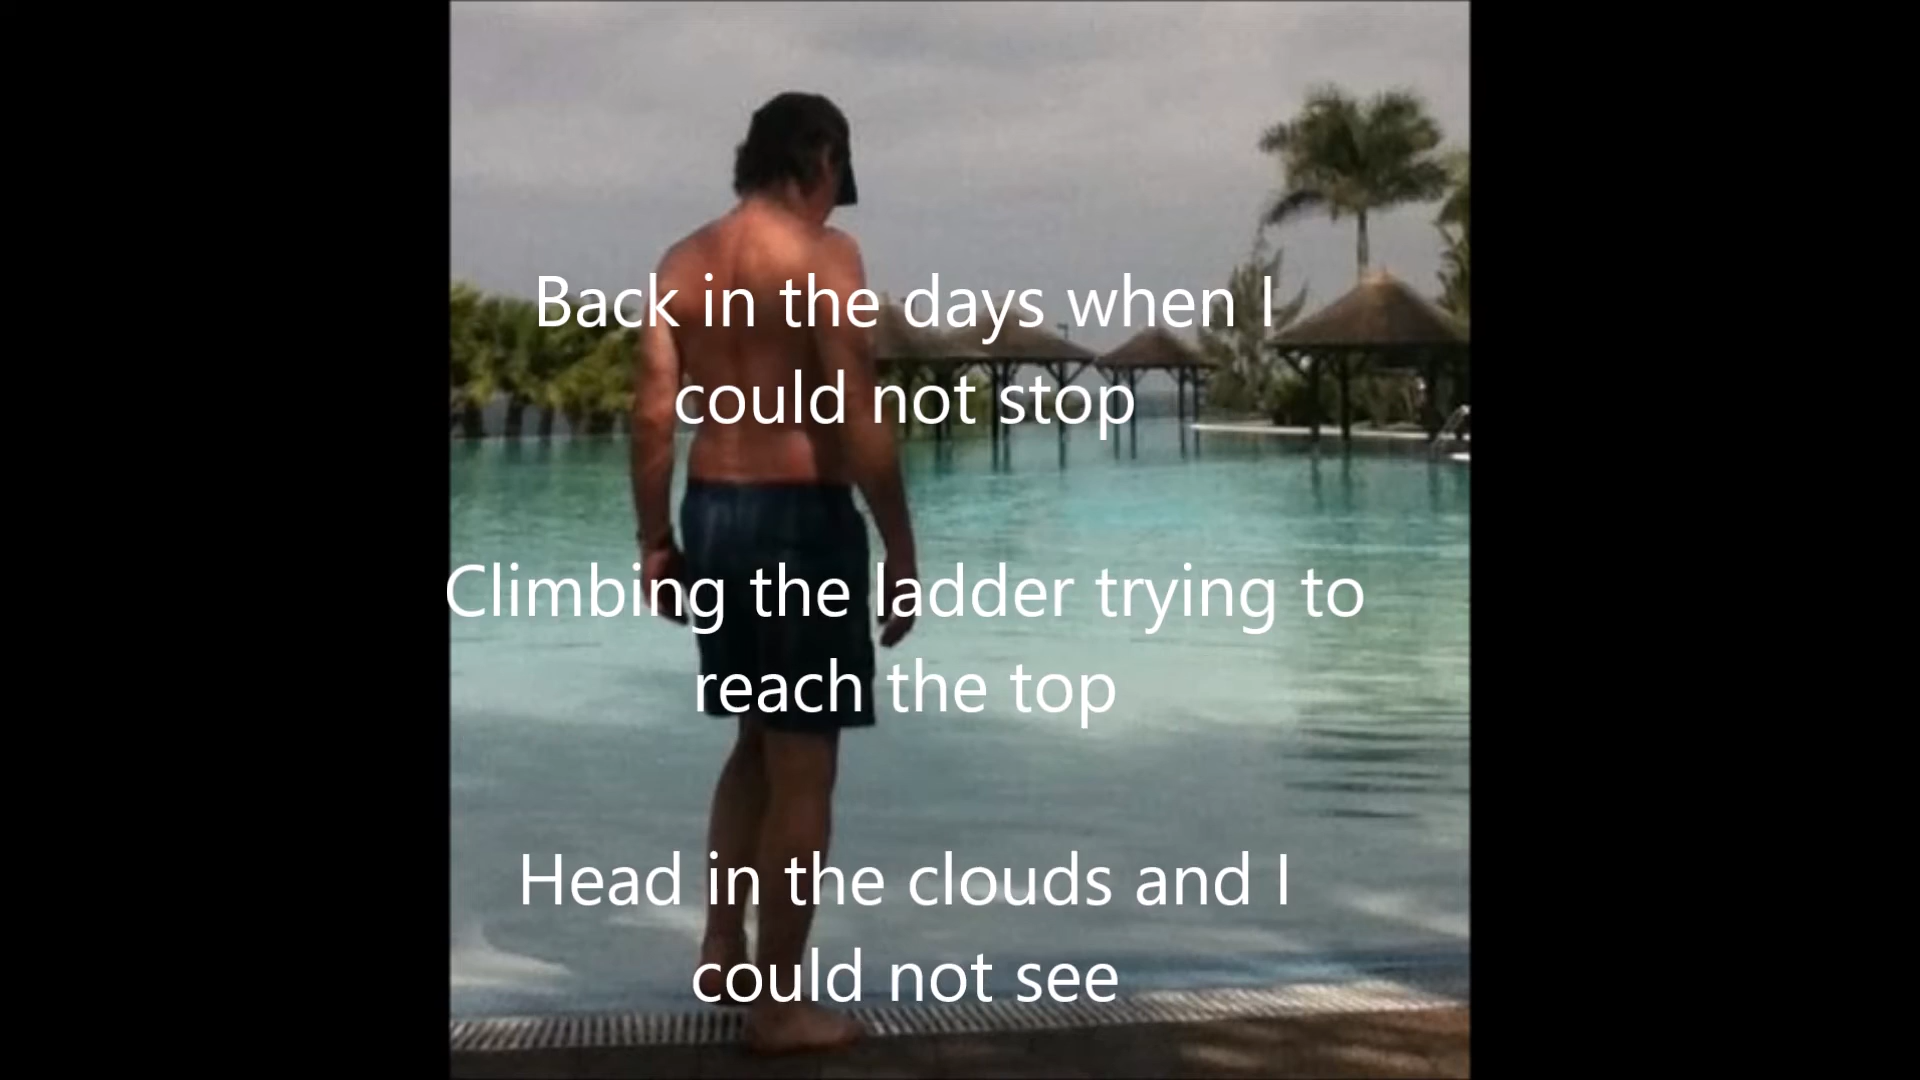 Back in the days when I
could not stop
Climbing the ladder trying to
reach the top
Head in the clouds and I
could not see